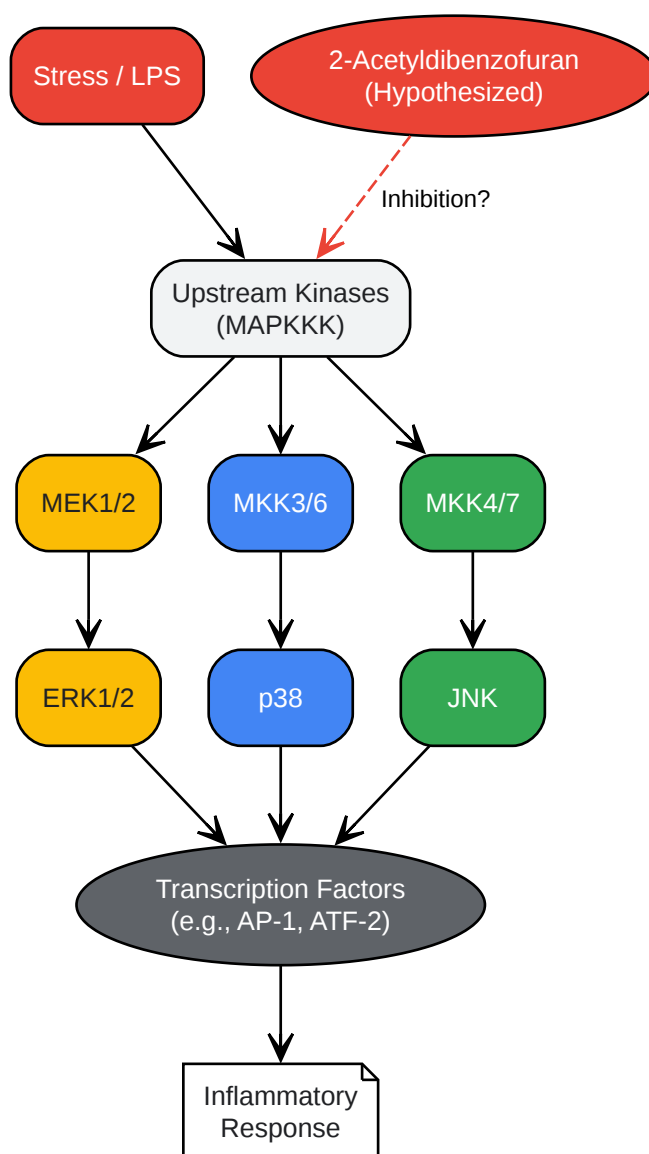 Stress / LPS
2-Acetyldibenzofuran
(Hypothesized)
Inhibition?
Upstream Kinases
(MAPKKK)
MEK1/2
MKK3/6
MKK4/7
ERK1/2
p38
JNK
Transcription Factors
(e.g., AP-1, ATF-2)
Inflammatory
Response